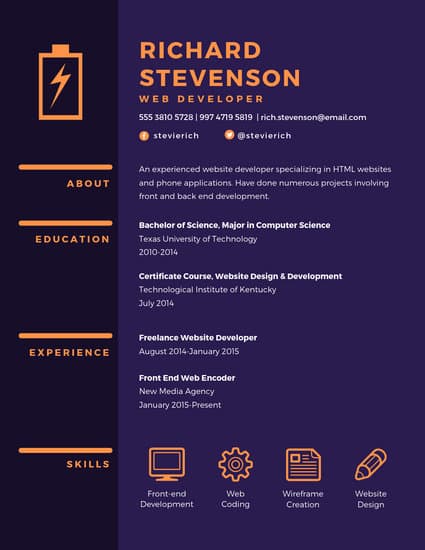 RICHARD
STEVENSON
WEB DEVELOPER
555 3810 5728 | 997 4719 5819 | rich.stevenson@email.com
stevierich @stevierich
ABOUT
An experienced website developer specializing in HTML websites
and phone applications. Have done numerous projects involving
front and back end development.
EDUCATION
Bachelor of Science, Major in Computer Science
Texas University of Technology
2010-2014
Certificate Course, Website Design & Development
Technological Institute of Kentucky
July 2014
EXPERIENCE
Freelance Website Developer
August 2014-January 2015
Front End Web Encoder
New Media Agency
January 2015-Present
SKILLS
Front-end
Development
Web
Coding
Wireframe
Creation
Website
Design